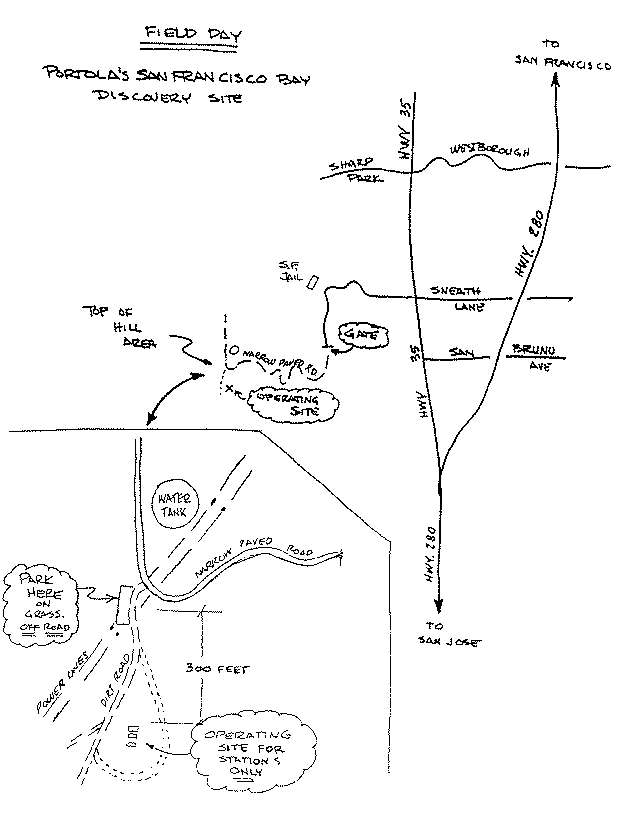 FIELD DAY
PORTOLA'S SAN FRANCISCO BAY
DISCOVERY SITE
TO
SAN FRANCISCO
HWY 35
WESTBOROUGH
SHARP
PARK
HWY. 280
S.F.
JAIL
SNEATH
LANE
TOP OF
HILL
AREA
GATE
NARROW PAVED RD.
35
SAN
BRUNO
AVE
OPERATING
SITE
HWY
WATER
TANK
NARROW PAVED ROAD
HWY. 280
PARK
HERE
ON
GRASS.
OFF ROAD
TO
SAN JOSE
300 FEET
POWER LINES
DIRT ROAD
OPERATING
SITE FOR
STATIONS
ONLY